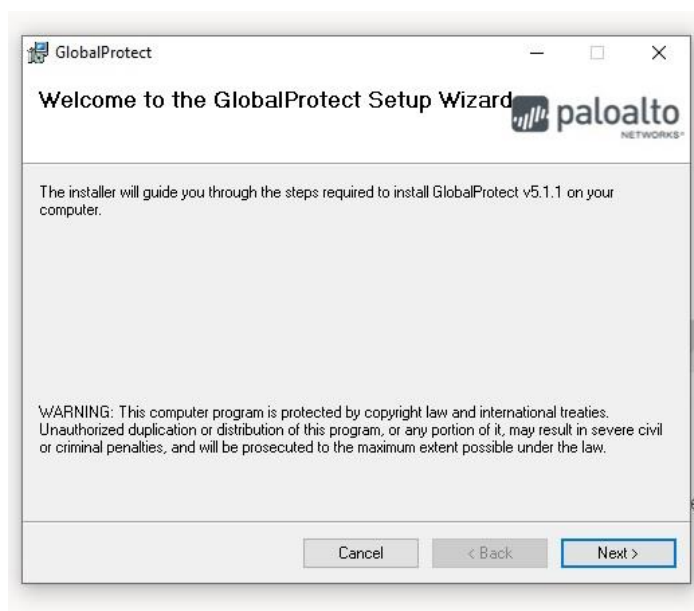 GlobalProtect
Welcome to the GlobalProtect Setup Wizard
paloalto
NETWORKS
The installer will guide you through the steps required to install GlobalProtect v5.1.1 on your
computer.
WARNING: This computer program is protected by copyright law and international treaties.
Unauthorized duplication or distribution of this program, or any portion of it, may result in severe civil
or criminal penalties, and will be prosecuted to the maximum extent possible under the law.
Cancel
< Back
Next >